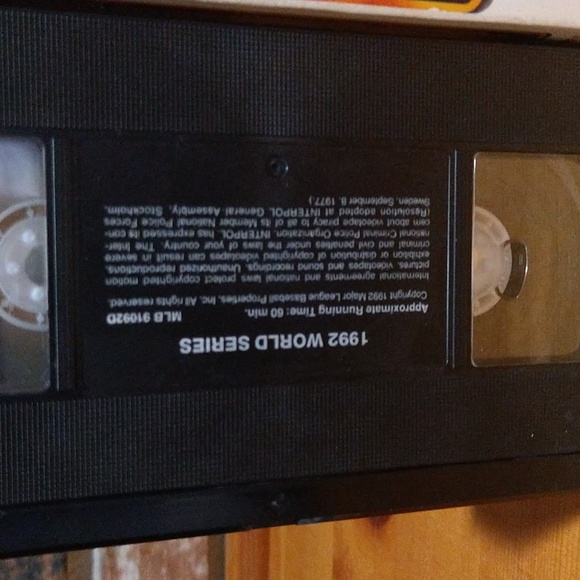 1992 WORLD SERIES
Approximate Running Time: 60 min. MLB 91092D
Copyright 1992 Major League Baseball Properties, Inc. All rights reserved.
International agreements and national laws protect copyrighted motion
pictures, videotapes and sound recordings. Unauthorized reproductions,
exhibition or distribution of copyrighted videotapes can result in severe
criminal and civil penalties under the laws of your country. The Inter-
national Criminal Police Organization, INTERPOL, has expressed its con-
cern about videotape piracy to all of its Member National Police Forces
(Resolution adopted at INTERPOL General Assembly, Stockholm,
Sweden, September, 8, 1977.)